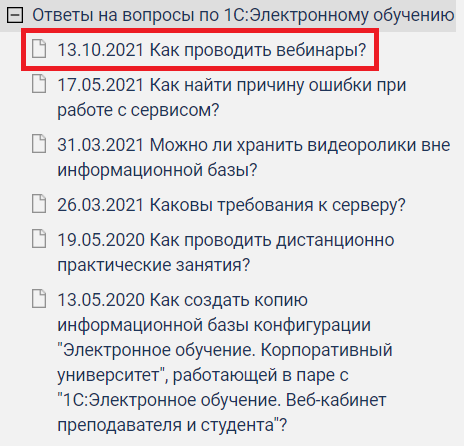 Ответы на вопросы по 1С:Электронному обучению
13.10.2021 Как проводить вебинары?
17.05.2021 Как найти причину ошибки при
работе с сервисом?
31.03.2021 Можно ли хранить видеоролики вне
информационной базы?
26.03.2021 Каковы требования к серверу?
19.05.2020 Как проводить дистанционно
практические занятия?
13.05.2020 Как создать копию
информационной базы конфигурации
"Электронное обучение. Корпоративный
университет", работающей в паре с
"1С:Электронное обучение. Веб-кабинет
преподавателя и студента"?